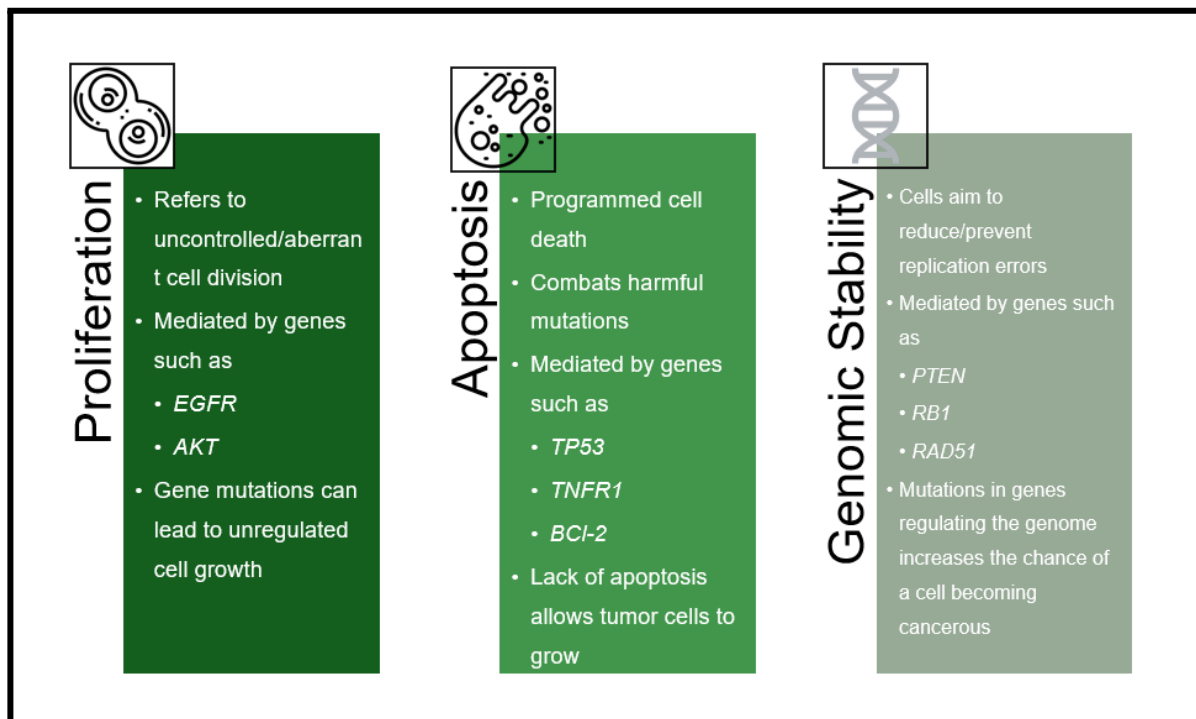 Proliferation
• Refers to
uncontrolled/aberran
t cell division
• Mediated by genes
such as
• EGFR
• AKT
• Gene mutations can
lead to unregulated
cell growth
Apoptosis
• Programmed cell
death
• Combats harmful
mutations
• Mediated by genes
such as
• TP53
• TNFR1
• BCl-2
• Lack of apoptosis
allows tumor cells to
grow
Genomic Stability
• Cells aim to
reduce/prevent
replication errors
• Mediated by genes such
as
• PTEN
• RB1
• RAD51
• Mutations in genes
regulating the genome
increases the chance of
a cell becoming
cancerous